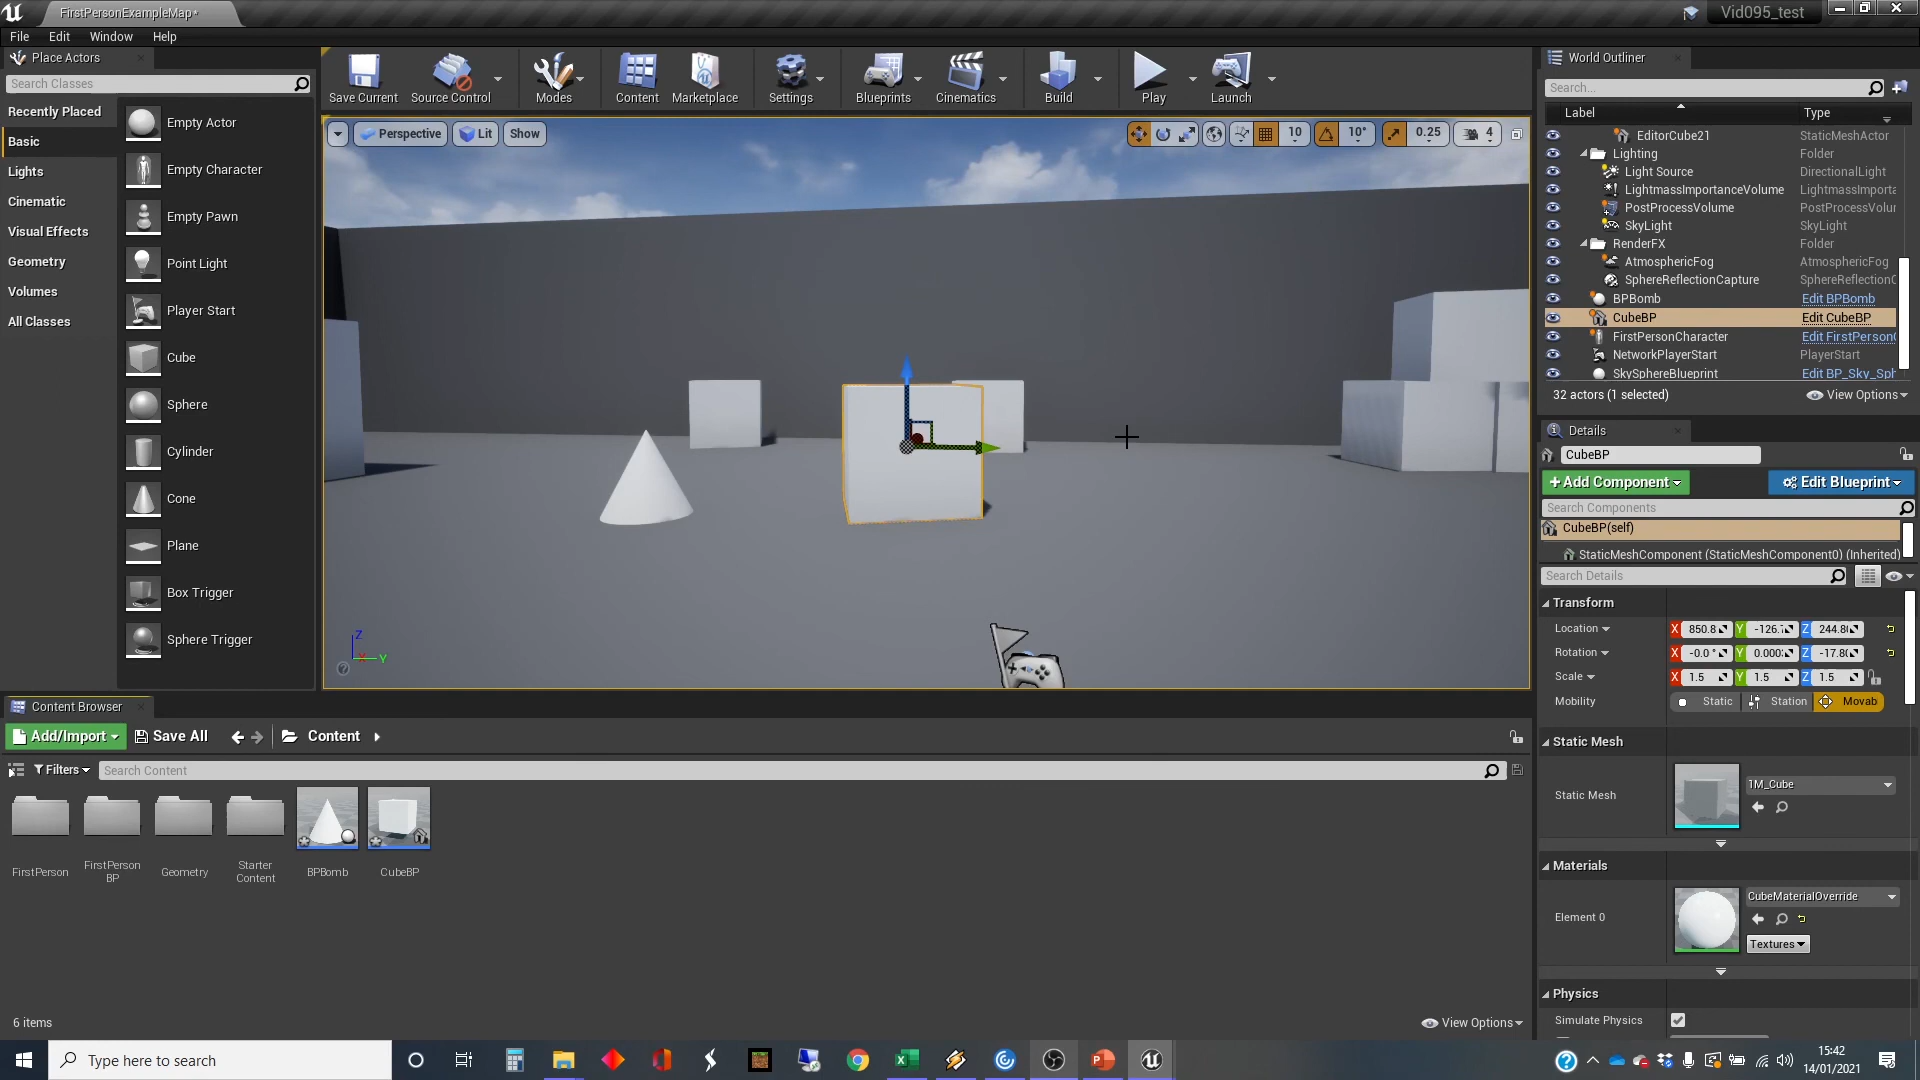 FirstPersonExampleMap*
Vid095_test
File Edit Window Help
Place Actors
Search Classes
Recently Placed
Basic
Lights
Cinematic
Visual Effects
Geometry
Volumes
All Classes
Empty Actor
Empty Character
Empty Pawn
Point Light
Player Start
Cube
Sphere
Cylinder
Cone
Plane
Box Trigger
Sphere Trigger
Save Current Source Control Modes Content Marketplace Settings Blueprints Cinematics Build Play Launch
Perspective Lit Show
10 10° 0.25 4
Z
X Y
World Outliner
Search...
Label Type
EditorCube21 StaticMeshActor
Lighting Folder
Light Source DirectionalLight
LightmassImportanceVolume LightmassImporta
PostProcessVolume PostProcessVolur
SkyLight SkyLight
RenderFX Folder
AtmosphericFog AtmosphericFog
SphereReflectionCapture SphereReflectionC
BPBomb Edit BPBomb
CubeBP Edit CubeBP
FirstPersonCharacter Edit FirstPersonC
NetworkPlayerStart PlayerStart
SkySphereBlueprint Edit BP_Sky_Sph
32 actors (1 selected) View Options
Details
CubeBP
+Add Component Edit Blueprint
Search Components
CubeBP(self)
StaticMeshComponent (StaticMeshComponent0) (Inherited)
Search Details
Transform
Location X 850.8 Y -126.7 Z 244.8
Rotation X -0.0 ° Y 0.000 Z -17.8
Scale X 1.5 Y 1.5 Z 1.5
Mobility Static Station Movab
Static Mesh
Static Mesh 1M_Cube
Materials
Element 0 CubeMaterialOverride
Textures
Physics
Simulate Physics
Content Browser
Add/Import Save All Content
Filters Search Content
FirstPerson
FirstPerson
BP
Geometry
Starter
Content
BPBomb
CubeBP
6 items View Options
Type here to search
15:42
14/01/2021